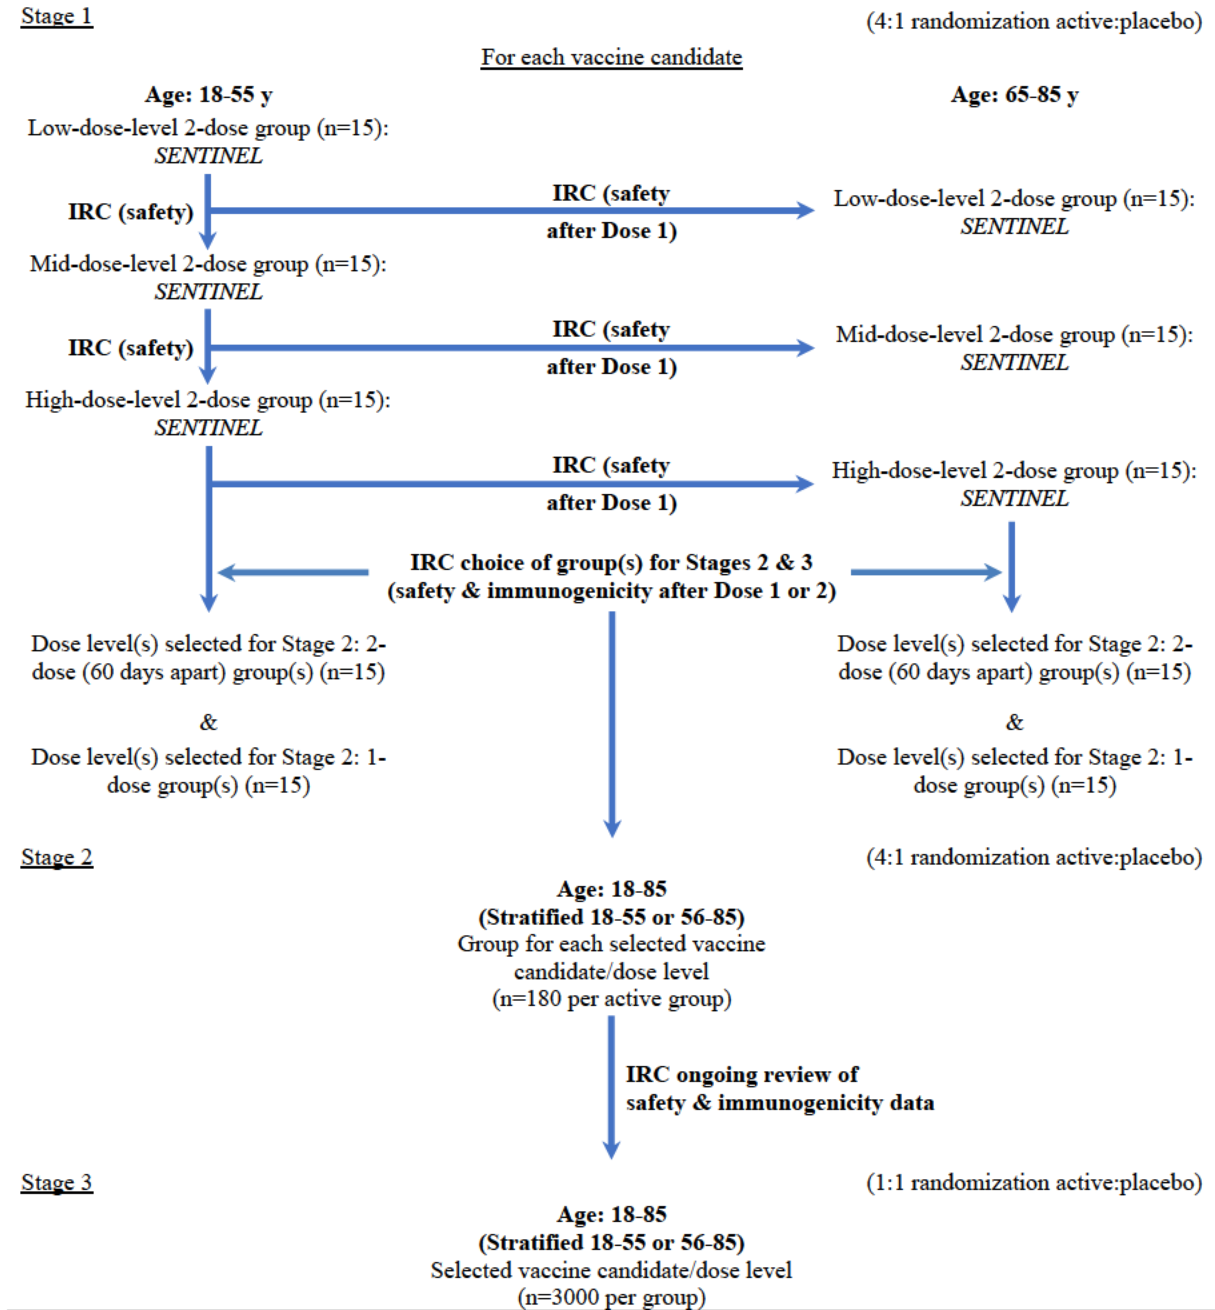 Stage 1
(4:1 randomization active:placebo)
For each vaccine candidate
Age: 18-55 y
Age: 65-85 y
Low-dose-level 2-dose group (n=15):
SENTINEL
IRC (safety)
IRC (safety
after Dose 1)
Low-dose-level 2-dose group (n=15):
SENTINEL
Mid-dose-level 2-dose group (n=15):
SENTINEL
IRC (safety)
IRC (safety
after Dose 1)
Mid-dose-level 2-dose group (n=15):
SENTINEL
High-dose-level 2-dose group (n=15):
SENTINEL
IRC (safety
after Dose 1)
High-dose-level 2-dose group (n=15):
SENTINEL
IRC choice of group(s) for Stages 2 & 3
(safety & immunogenicity after Dose 1 or 2)
Dose level(s) selected for Stage 2: 2-
dose (60 days apart) group(s) (n=15)
&
Dose level(s) selected for Stage 2: 1-
dose group(s) (n=15)
Dose level(s) selected for Stage 2: 2-
dose (60 days apart) group(s) (n=15)
&
Dose level(s) selected for Stage 2: 1-
dose group(s) (n=15)
Stage 2
(4:1 randomization active:placebo)
Age: 18-85
(Stratified 18-55 or 56-85)
Group for each selected vaccine
candidate/dose level
(n=180 per active group)
IRC ongoing review of
safety & immunogenicity data
Stage 3
(1:1 randomization active:placebo)
Age: 18-85
(Stratified 18-55 or 56-85)
Selected vaccine candidate/dose level
(n=3000 per group)